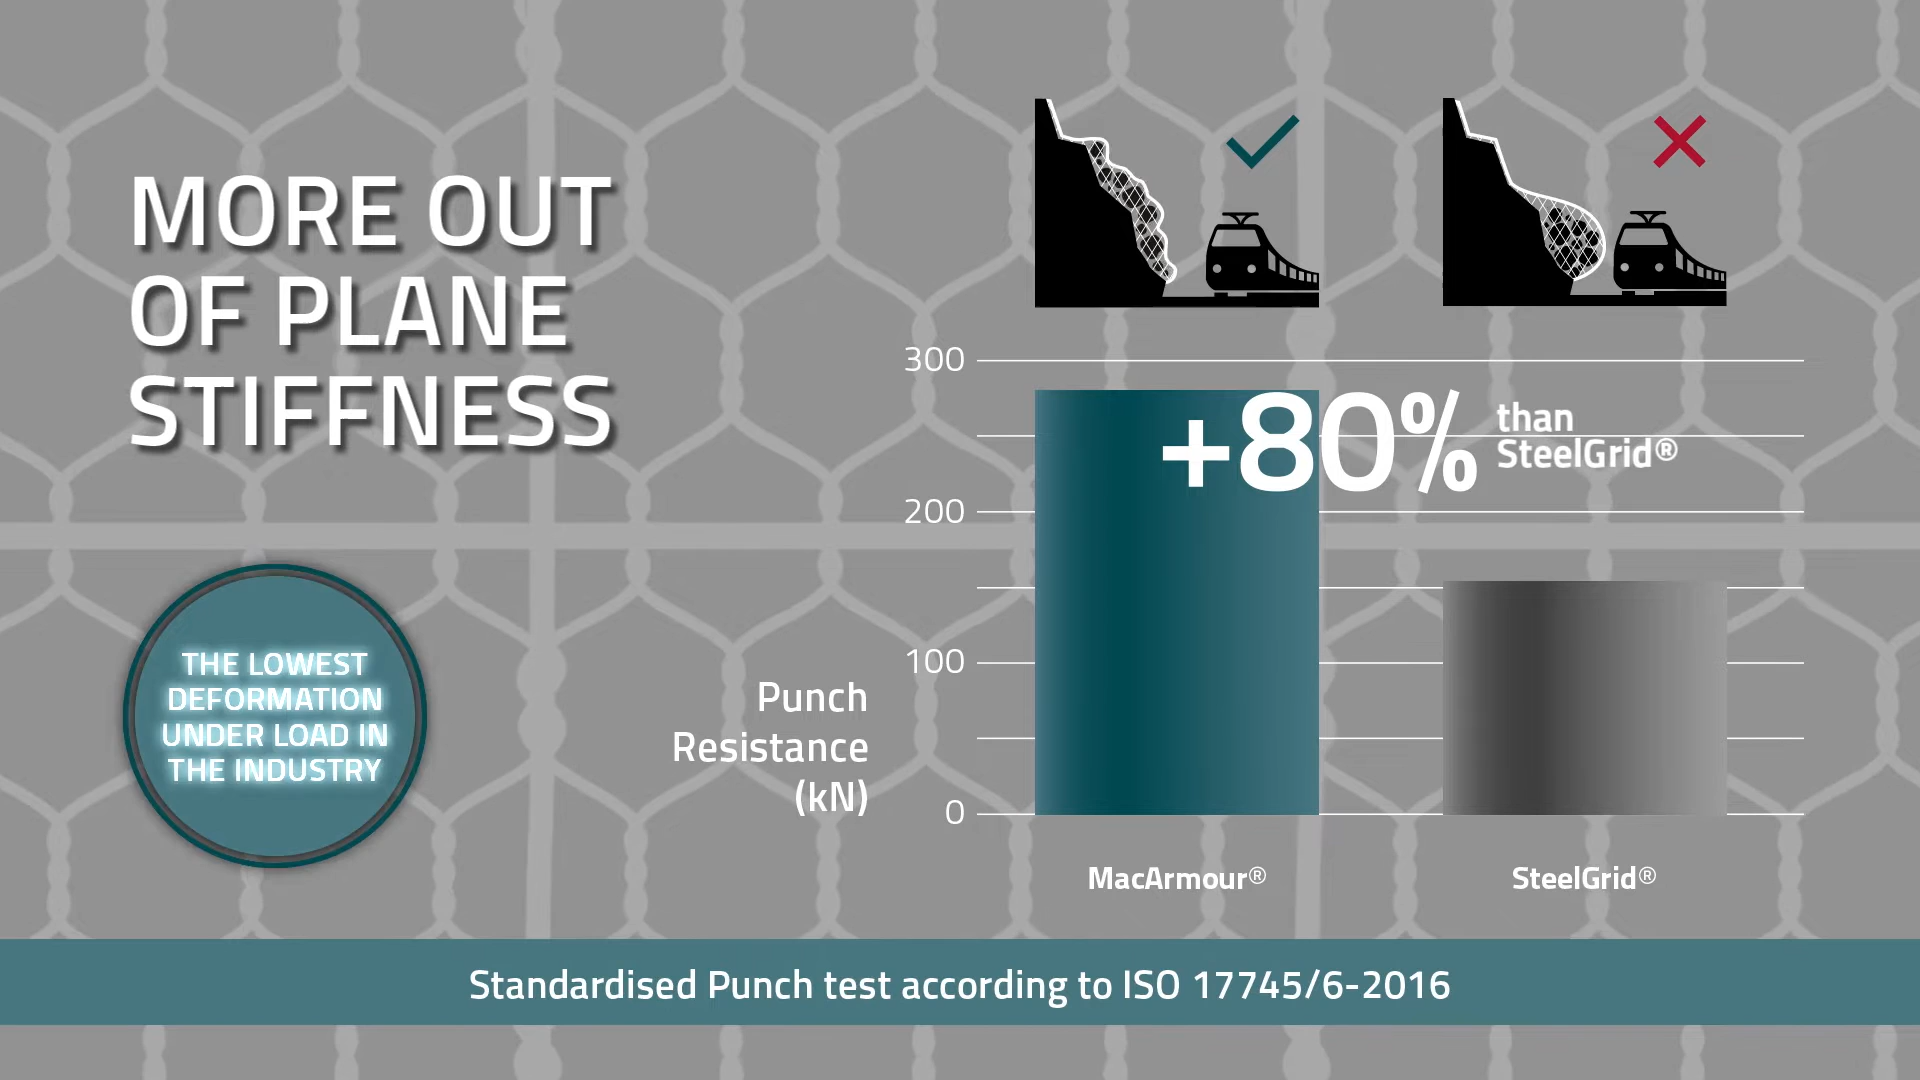 MORE OUT
OF PLANE
STIFFNESS
THE LOWEST
DEFORMATION
UNDER LOAD IN
THE INDUSTRY
Punch
Resistance
(kN)
300
200
100
0
+80%
than
SteelGrid®
MacArmour®
SteelGrid®
Standardised Punch test according to ISO 17745/6-2016